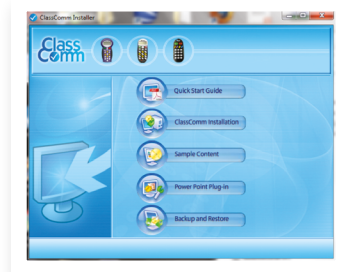 ClassComm Installer
Class
Comm
Quick Start Guide
ClassComm Installation
Sample Content
Power Point Plug-In
Backup and Restore